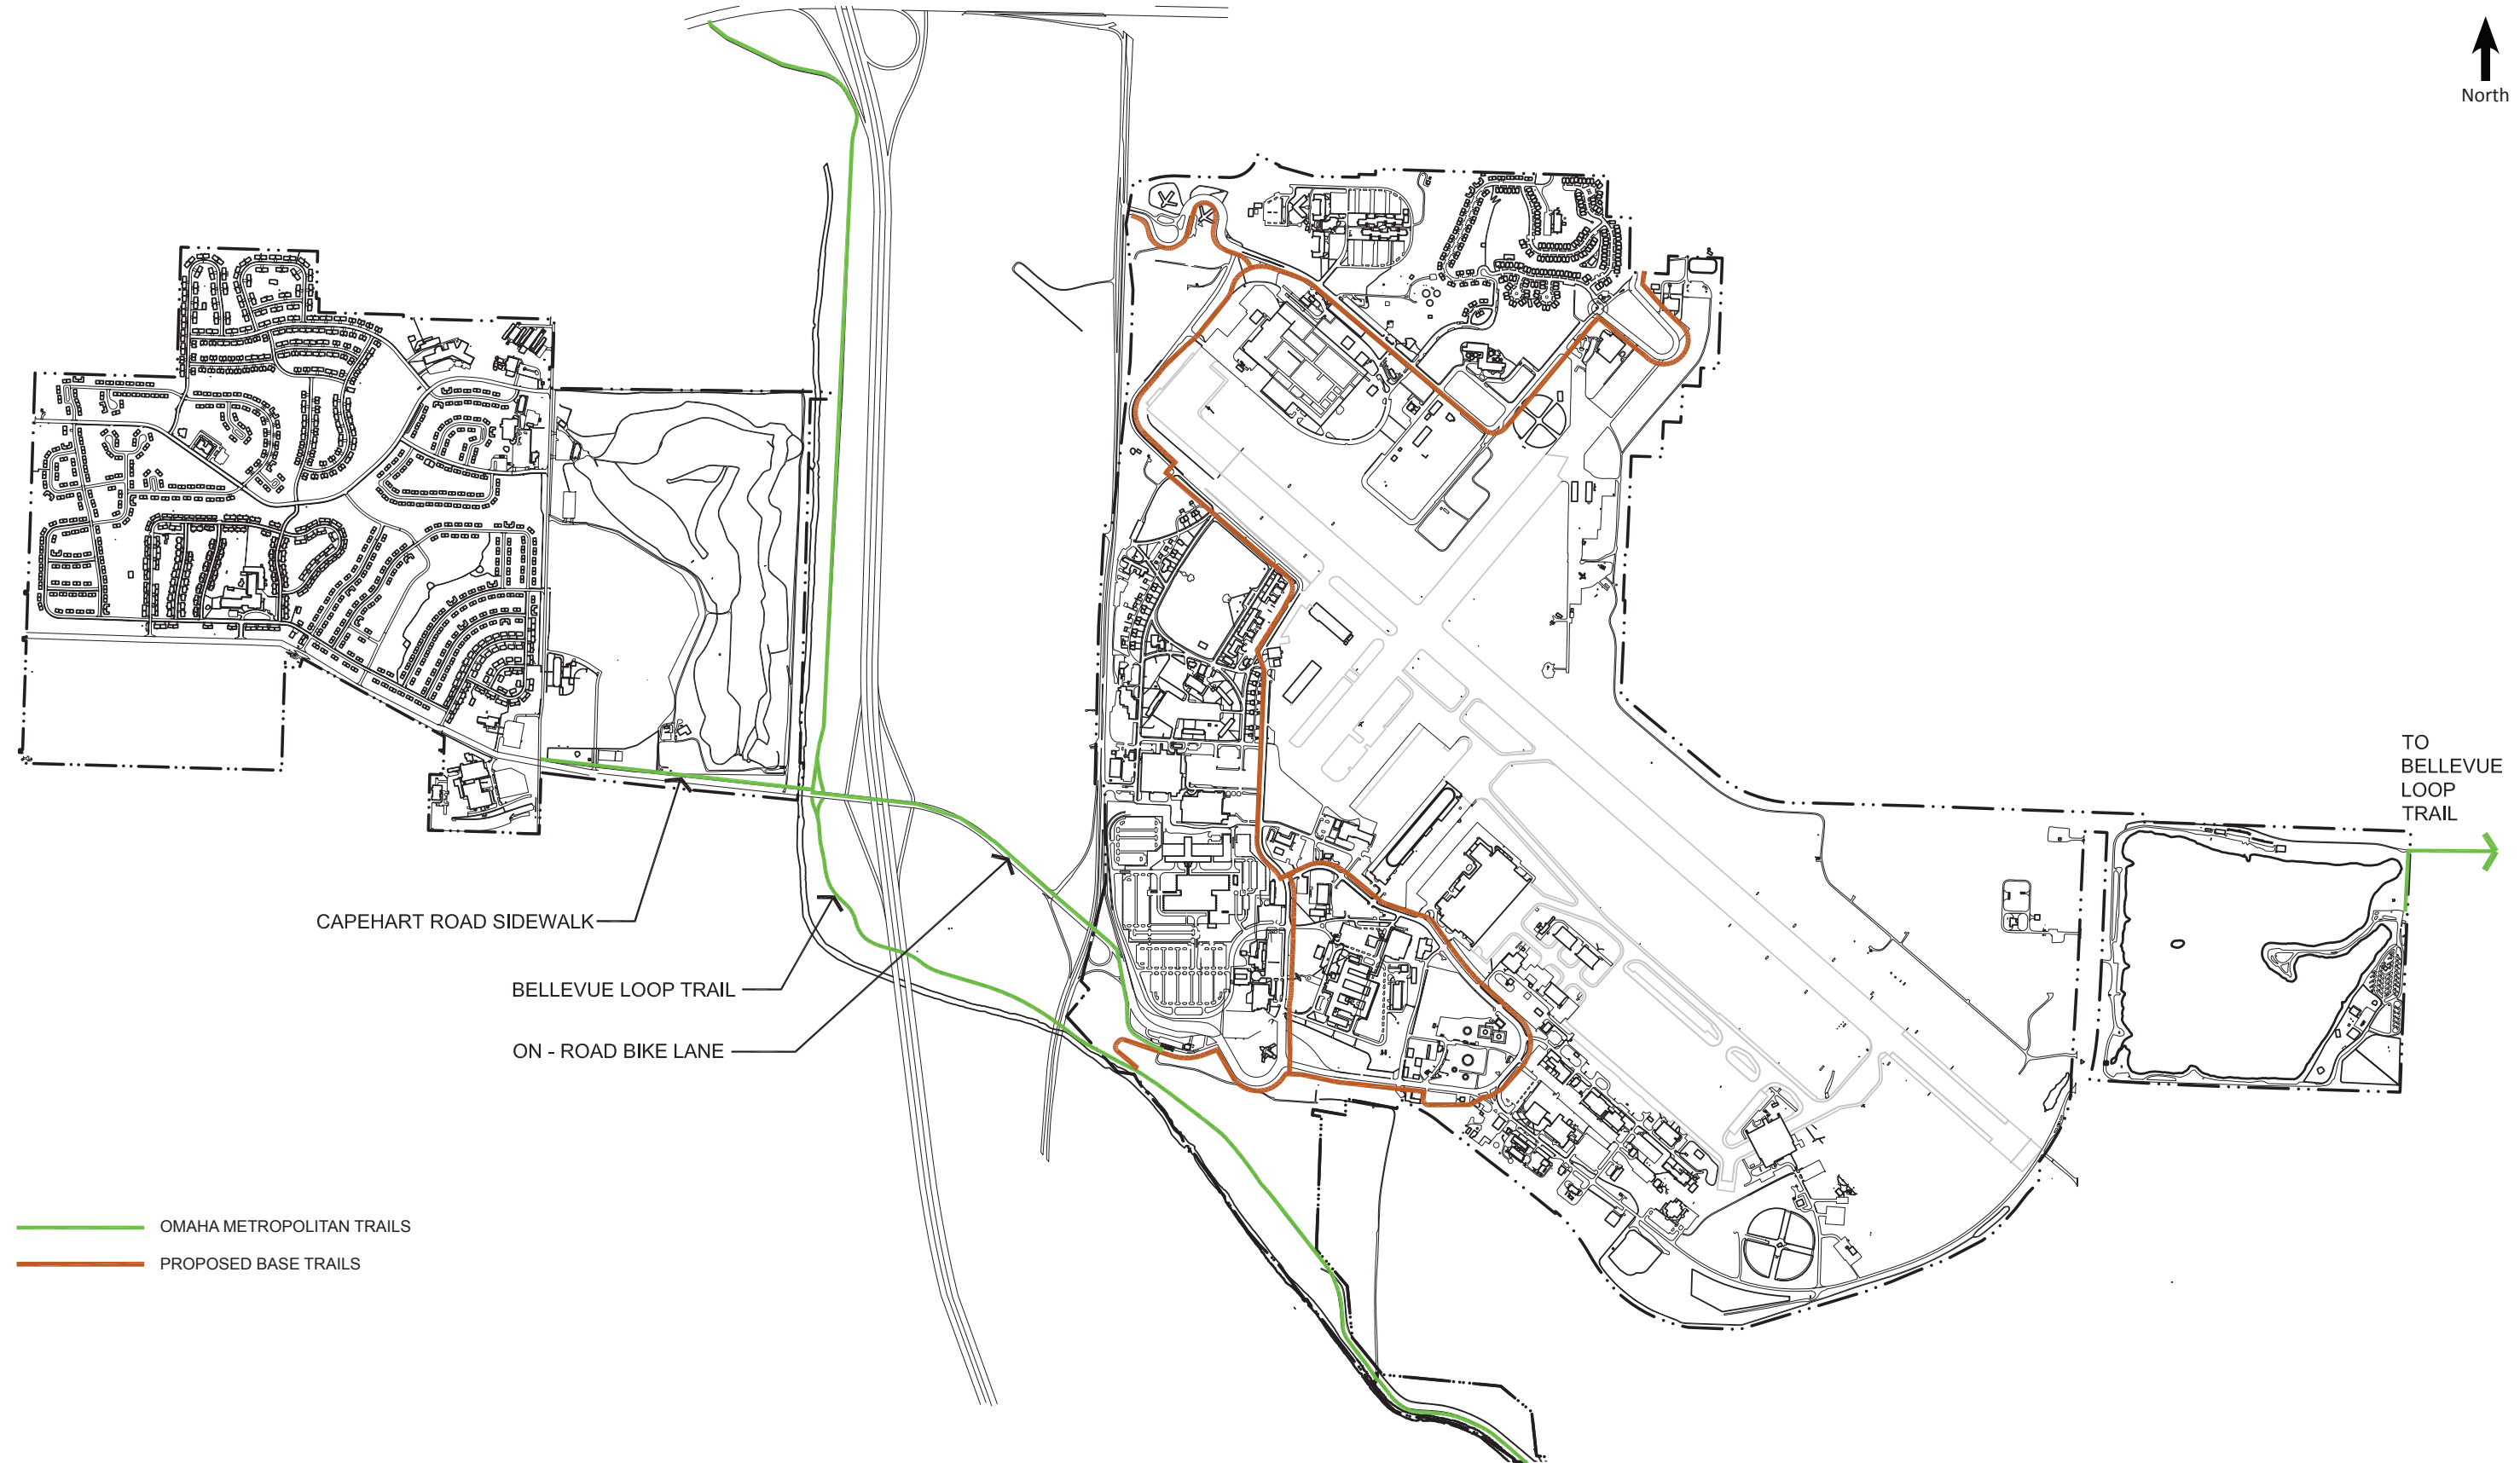 North
TO
BELLEVUE
LOOP
TRAIL
CAPEHART ROAD SIDEWALK
BELLEVUE LOOP TRAIL
ON - ROAD BIKE LANE
OMAHA METROPOLITAN TRAILS
PROPOSED BASE TRAILS